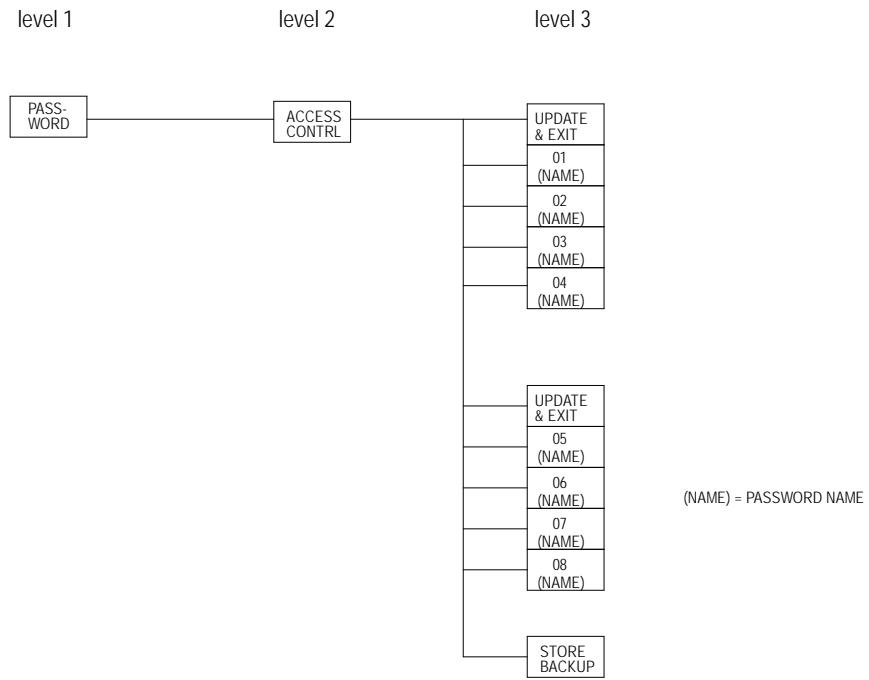 level 1
level 2
level 3
PASS-
WORD
ACCESS
CONTRL
UPDATE
& EXIT
01
(NAME)
02
(NAME)
03
(NAME)
04
(NAME)
UPDATE
& EXIT
05
(NAME)
06
(NAME)
07
(NAME)
08
(NAME)
(NAME) = PASSWORD NAME
STORE
BACKUP